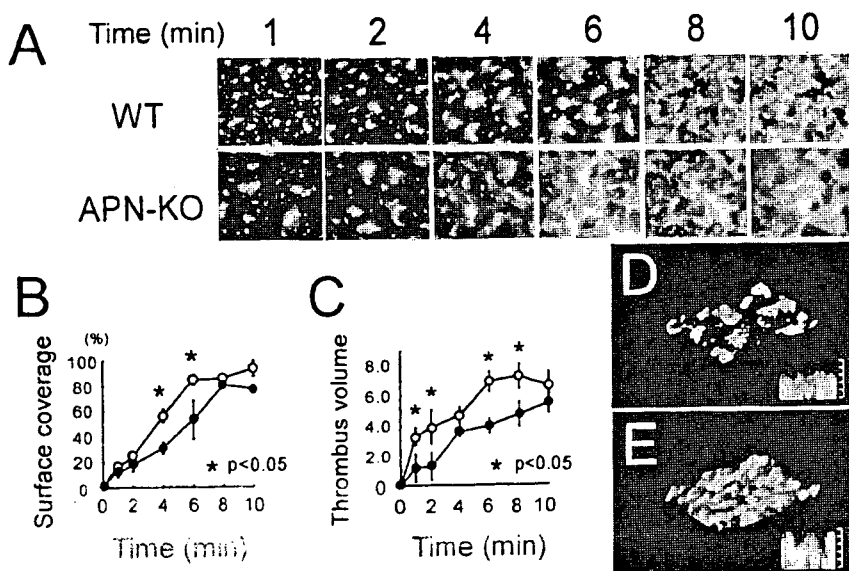 A
Time (min) 1 2 4 6 8 10
WT
APN-KO
B
(%)
100
80
60
40
20
0
Surface coverage
* *
* p<0.05
0 2 4 6 8 10
Time (min)
C
8.0
6.0
4.0
2.0
0
Thrombus volume
* * * *
* p<0.05
0 2 4 6 8 10
Time (min)
D
E